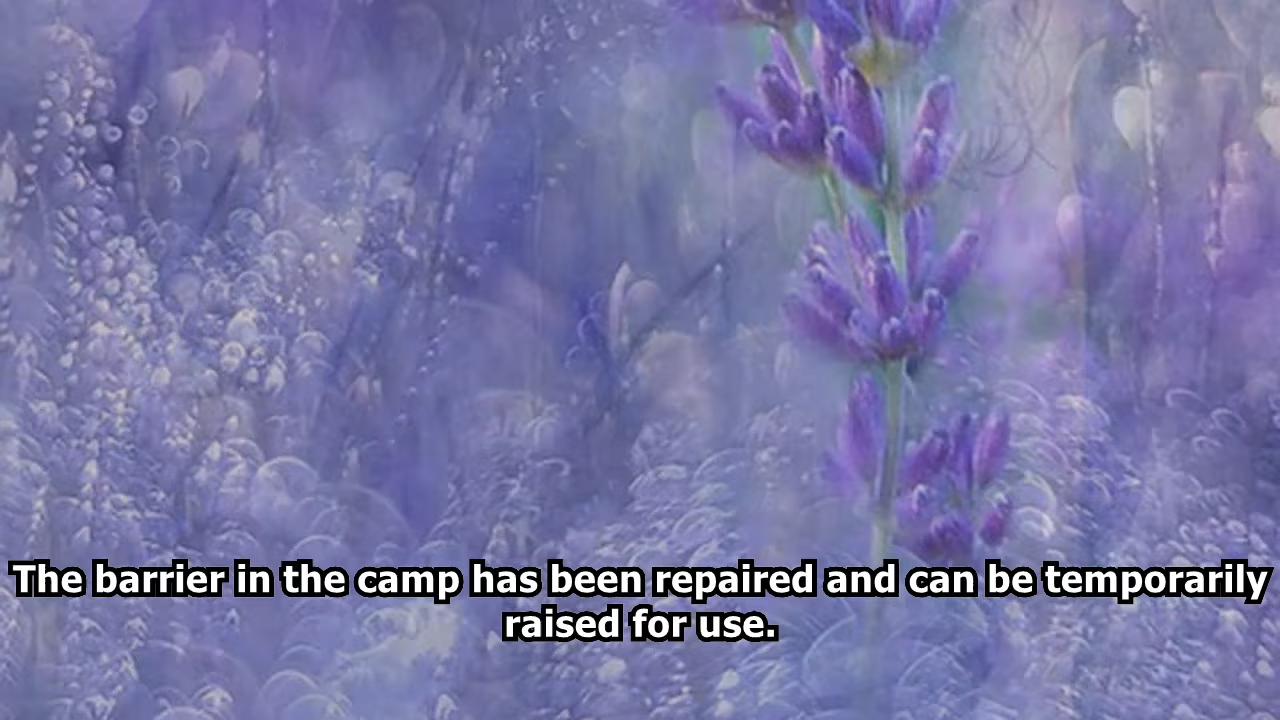 The barrier in the camp has been repaired and can be temporarily
raised for use.